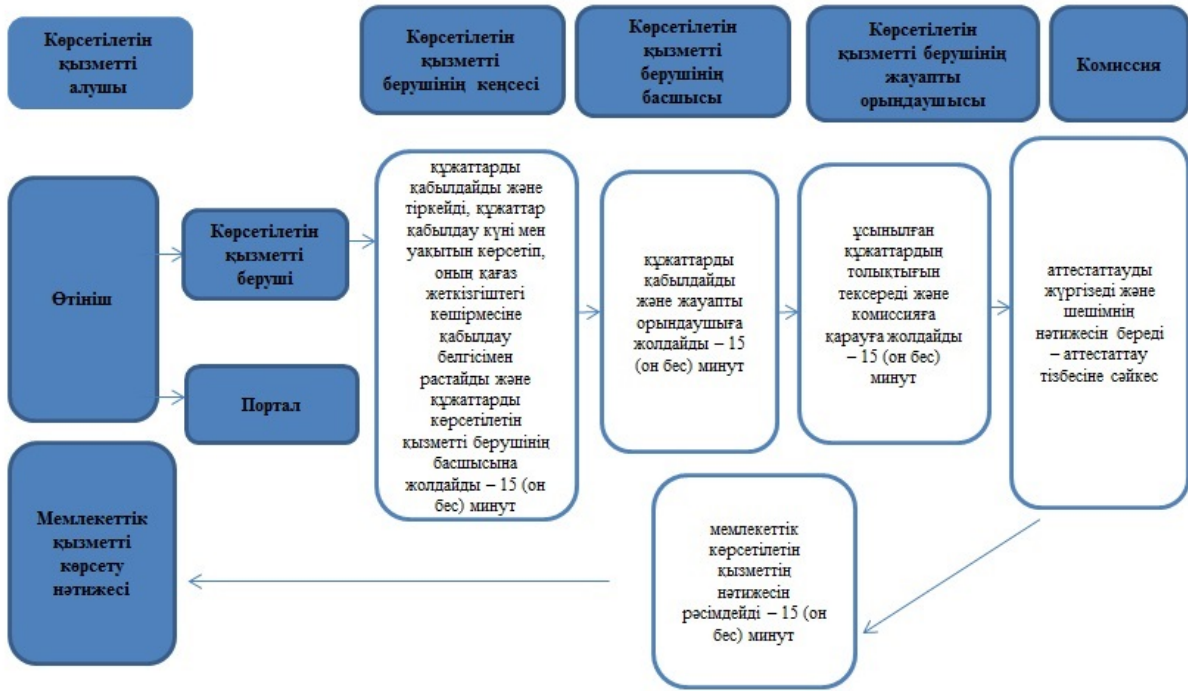 Көрсетілетін
қызметті
алушы
Көрсетілетін
қызметті
берушінің кеңсесі
Көрсетілетін
қызметті
берушінің
басшысы
Көрсетілетін
қызметті берушінің
жауапты
орындаушысы
Комиссия
Өтініш
Көрсетілетін
қызметті
беруші
Портал
құжаттарды
қабылдайды және
тіркейді, құжаттар
қабылдау күні мен
уақытын көрсетіп,
оның қағаз
жеткізгіштегі
көшірмесіне
қабылдау
белгісімен
растайды және
құжаттарды
көрсетілетін
қызметті берушінің
басшысына
жолдайды – 15 (он
бес) минут
құжаттарды
қабылдайды
және жауапты
орындаушыға
жолдайды – 15
(он бес) минут
ұсынылған
құжаттардың
толықтығын
тексереді және
комиссияға
қарауға жолдайды
– 15 (он бес)
минут
аттестаттауды
жүргізеді және
шешімнің
нәтижесін береді
– аттестаттау
тізбесіне сәйкес
Мемлекеттік
қызметті
көрсету
нәтижесі
мемлекеттік
көрсетілетін
қызметтің
нәтижесін
рәсімдейді – 15 (он
бес) минут